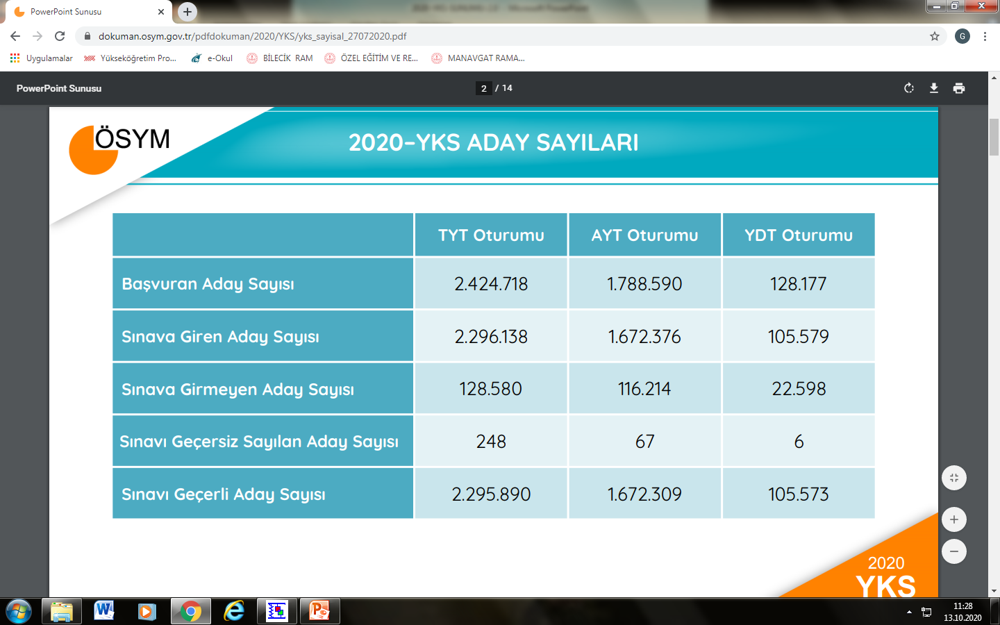 PowerPoint Sunusu
dokuman.osym.gov.tr/pdfdokuman/2020/YKS/yks_sayisal_27072020.pdf
G
Uygulamalar Yükseköğretim Pro... e-Okul BİLECİK RAM ÖZEL EĞİTİM VE RE... MANAVGAT RAMA...
PowerPoint Sunusu 2 / 14
ÖSYM
2020-YKS ADAY SAYILARI
TYT Oturumu AYT Oturumu YDT Oturumu
Başvuran Aday Sayısı 2.424.718 1.788.590 128.177
Sınava Giren Aday Sayısı 2.296.138 1.672.376 105.579
Sınava Girmeyen Aday Sayısı 128.580 116.214 22.598
Sınavı Geçersiz Sayılan Aday Sayısı 248 67 6
Sınavı Geçerli Aday Sayısı 2.295.890 1.672.309 105.573
2020
YKS
11:28
13.10.2020